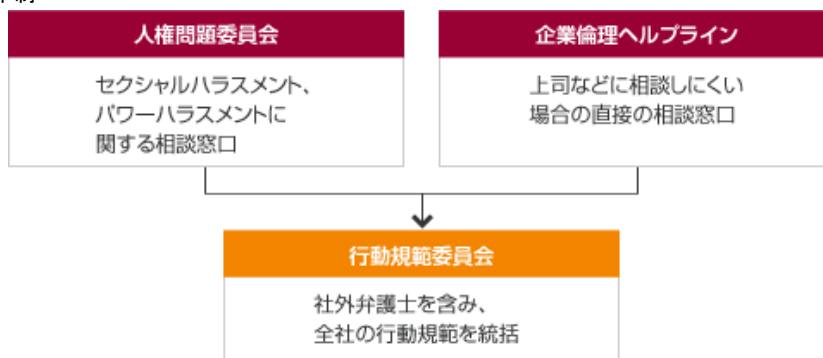 人権問題委員会
セクシャルハラスメント、
パワーハラスメントに
関する相談窓口
企業倫理ヘルプライン
上司などに相談しにくい
場合の直接の相談窓口
行動規範委員会
社外弁護士を含み、
全社の行動規範を統括